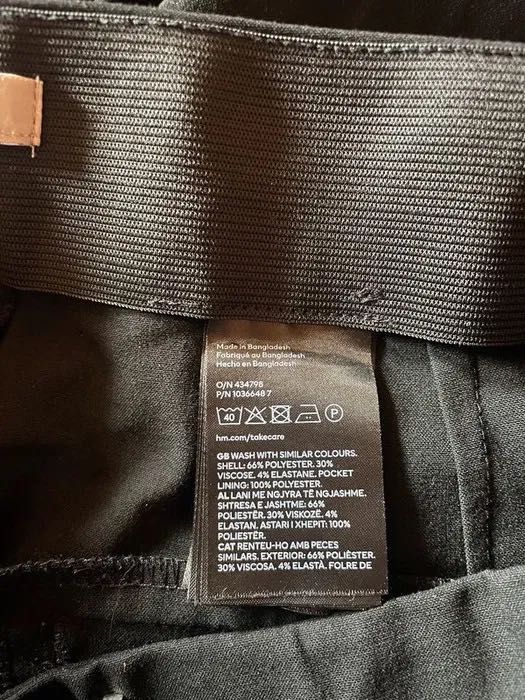 Made in Bangladesh
Fabriqué au Bangladesh
Hecho en Bangladesh
O/N 434798
P/N 1036648 7
40
P
hm.com/takecare
GB WASH WITH SIMILAR COLOURS.
SHELL: 66% POLYESTER. 30%
VISCOSE. 4% ELASTANE. POCKET
LINING: 100% POLYESTER.
AL LANI ME NGJYRA TË NGJASHME.
SHTRESA E JASHTME: 66%
POLIESTËR. 30% VISKOZË. 4%
ELASTAN. ASTARI I XHEPIT: 100%
POLIESTËR.
CAT RENTEU-HO AMB PECES
SIMILARS. EXTERIOR: 66% POLIÈSTER.
30% VISCOSA. 4% ELASTÀ. FOLRE DE